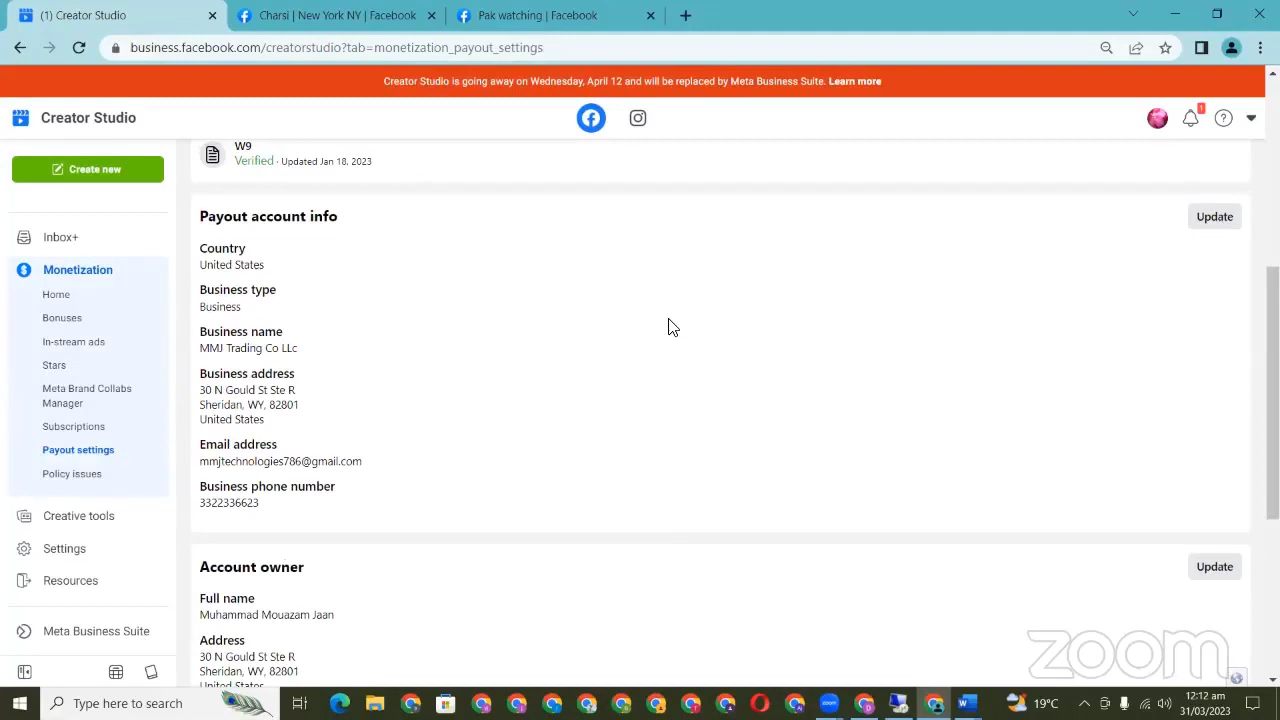 (1) Creator Studio
Charsi | New York NY | Facebook
Pak watching | Facebook
business.facebook.com/creatorstudio?tab=monetization_payout_settings
Creator Studio is going away on Wednesday, April 12 and will be replaced by Meta Business Suite. Learn more
Creator Studio
1
Create new
Inbox+
Monetization
Home
Bonuses
In-stream ads
Stars
Meta Brand Collabs
Manager
Subscriptions
Payout settings
Policy issues
Creative tools
Settings
Resources
Meta Business Suite
W9
Verified · Updated Jan 18, 2023
Payout account info
Update
Country
United States
Business type
Business
Business name
MMJ Trading Co LLc
Business address
30 N Gould St Ste R
Sheridan, WY, 82801
United States
Email address
mmjtechnologies786@gmail.com
Business phone number
3322336623
Account owner
Update
Full name
Muhammad Mouazam Jaan
Address
30 N Gould St Ste R
Sheridan, WY, 82801
United States
zoom
Type here to search
zoom
19°C
12:12 am
31/03/2023